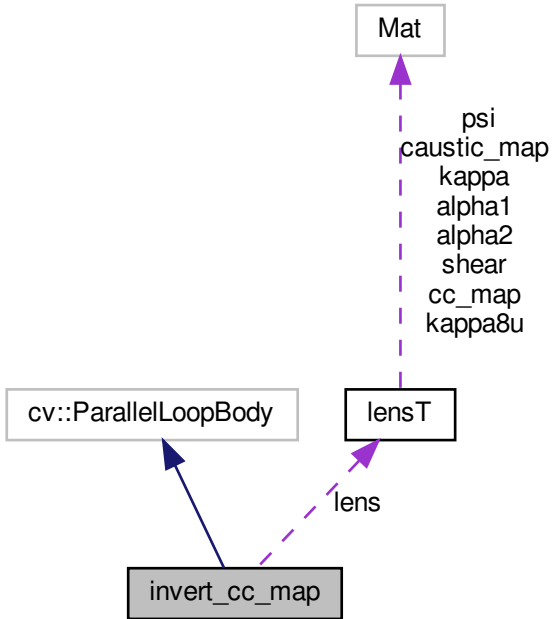 Mat
psi
caustic_map
kappa
alpha1
alpha2
shear
cc_map
kappa8u
cv::ParallelLoopBody
lensT
lens
invert_cc_map